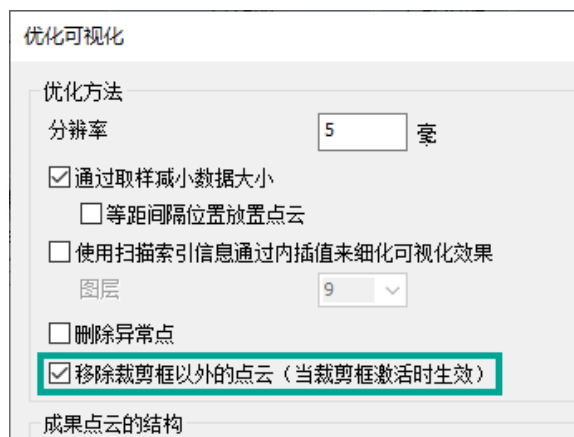 优化可视化
优化方法
分辨率 5 毫
通过取样减小数据大小
等距间隔位置放置点云
使用扫描索引信息通过内插值来细化可视化效果
图层 9
删除异常点
移除裁剪框以外的点云（当裁剪框激活时生效）
成果点云的结构